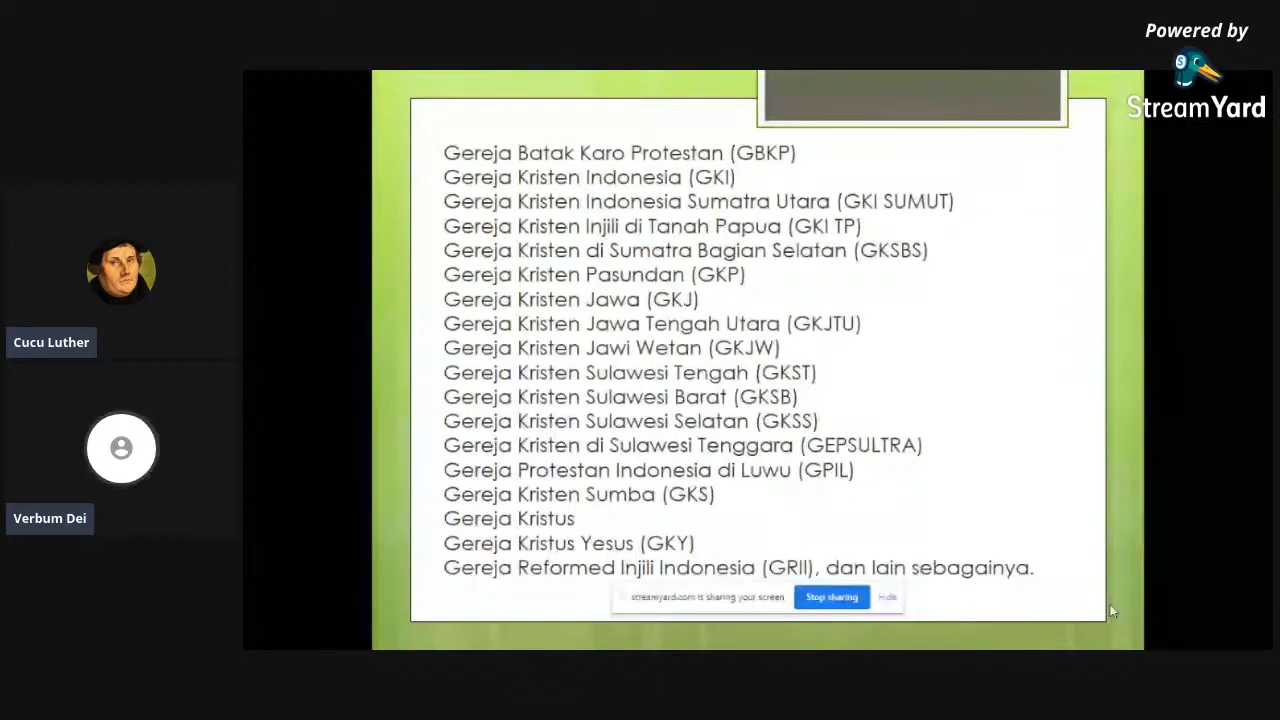 Powered by
StreamYard
Gereja Batak Karo Protestan (GBKP)
Gereja Kristen Indonesia (GKI)
Gereja Kristen Indonesia Sumatra Utara (GKI SUMUT)
Gereja Kristen Injili di Tanah Papua (GKI TP)
Gereja Kristen di Sumatra Bagian Selatan (GKSBS)
Gereja Kristen Pasundan (GKP)
Gereja Kristen Jawa (GKJ)
Gereja Kristen Jawa Tengah Utara (GKJTU)
Gereja Kristen Jawi Wetan (GKJW)
Gereja Kristen Sulawesi Tengah (GKST)
Gereja Kristen Sulawesi Barat (GKSB)
Gereja Kristen Sulawesi Selatan (GKSS)
Gereja Kristen di Sulawesi Tenggara (GEPSULTRA)
Gereja Protestan Indonesia di Luwu (GPIL)
Gereja Kristen Sumba (GKS)
Gereja Kristus
Gereja Kristus Yesus (GKY)
Gereja Reformed Injili Indonesia (GRII), dan lain sebagainya.
streamyard.com is sharing your screen Stop sharing Hide
Cucu Luther
Verbum Dei